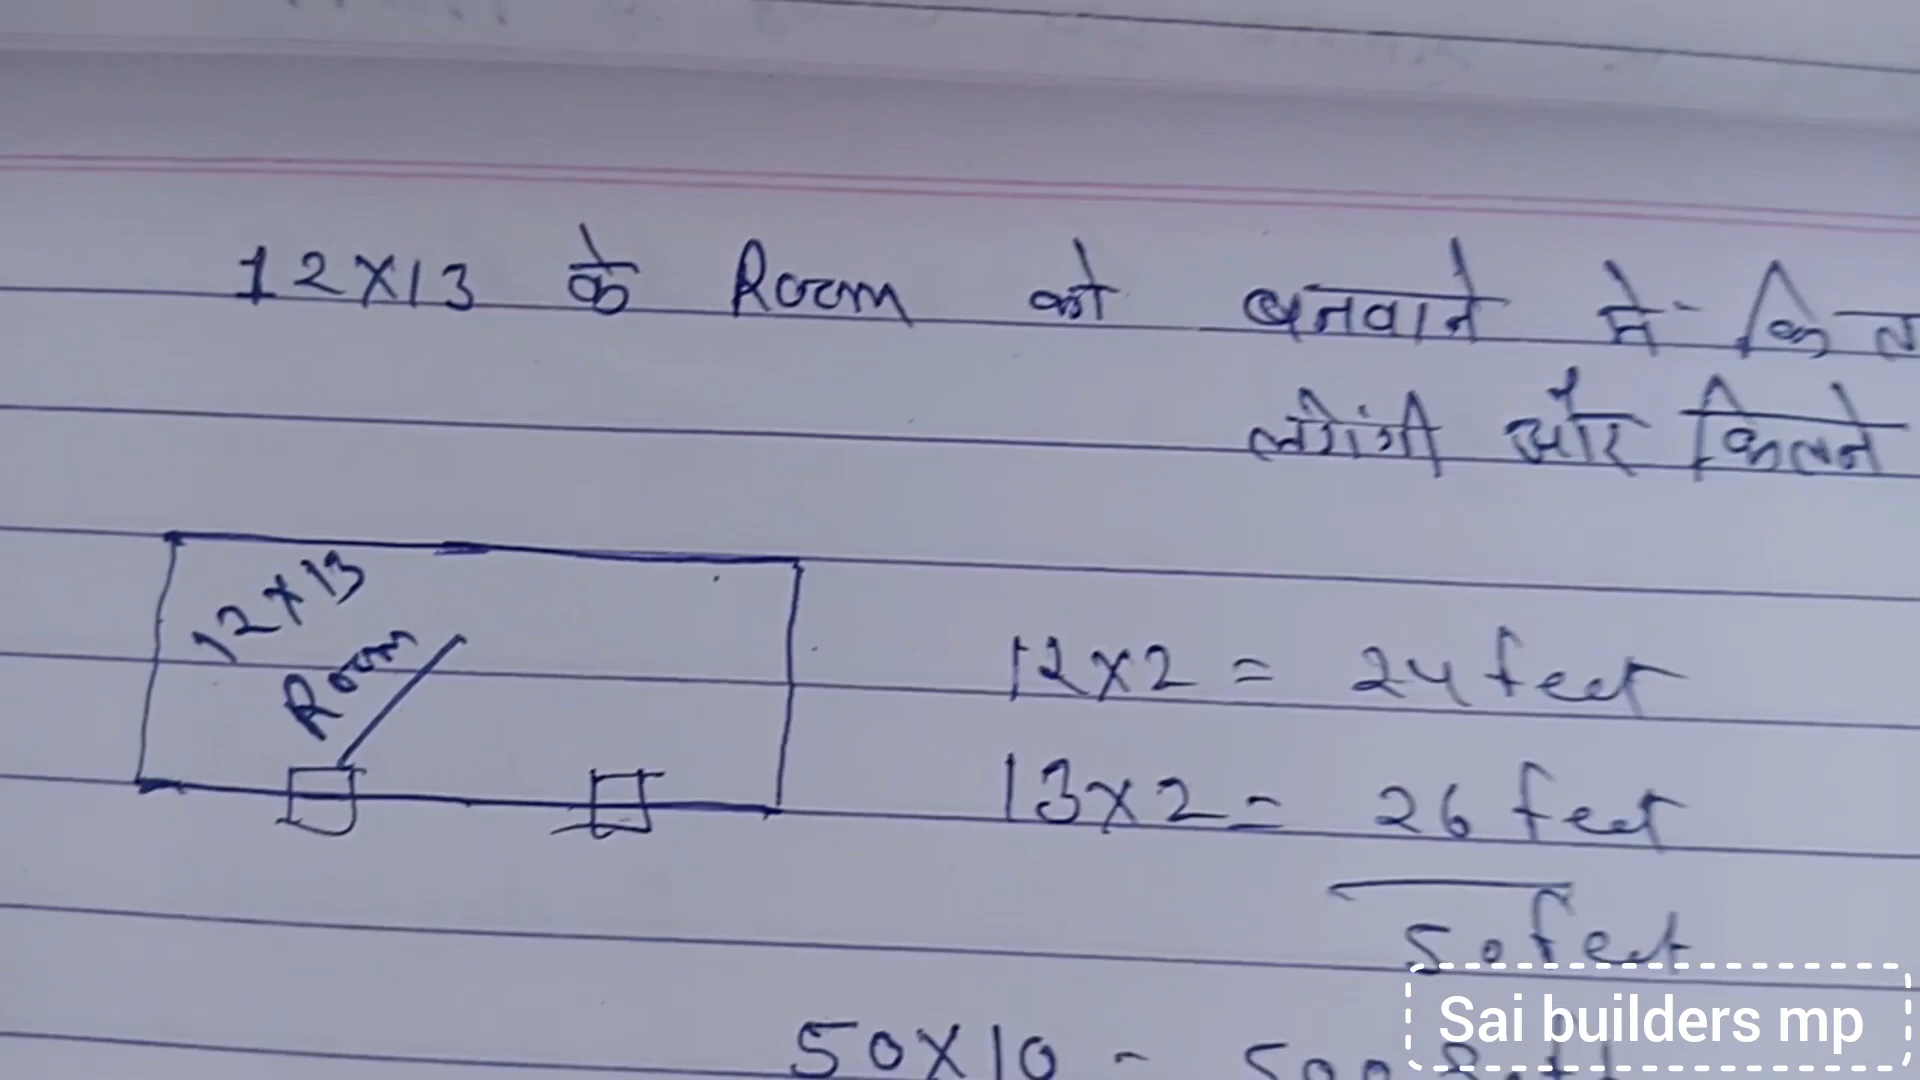 12X13 के Room को बनवाने में
और कितने
12X13
Room
12X2 = 24 feet
13X2 = 26 feet
50 feet
50X10 - 500
Sai builders mp